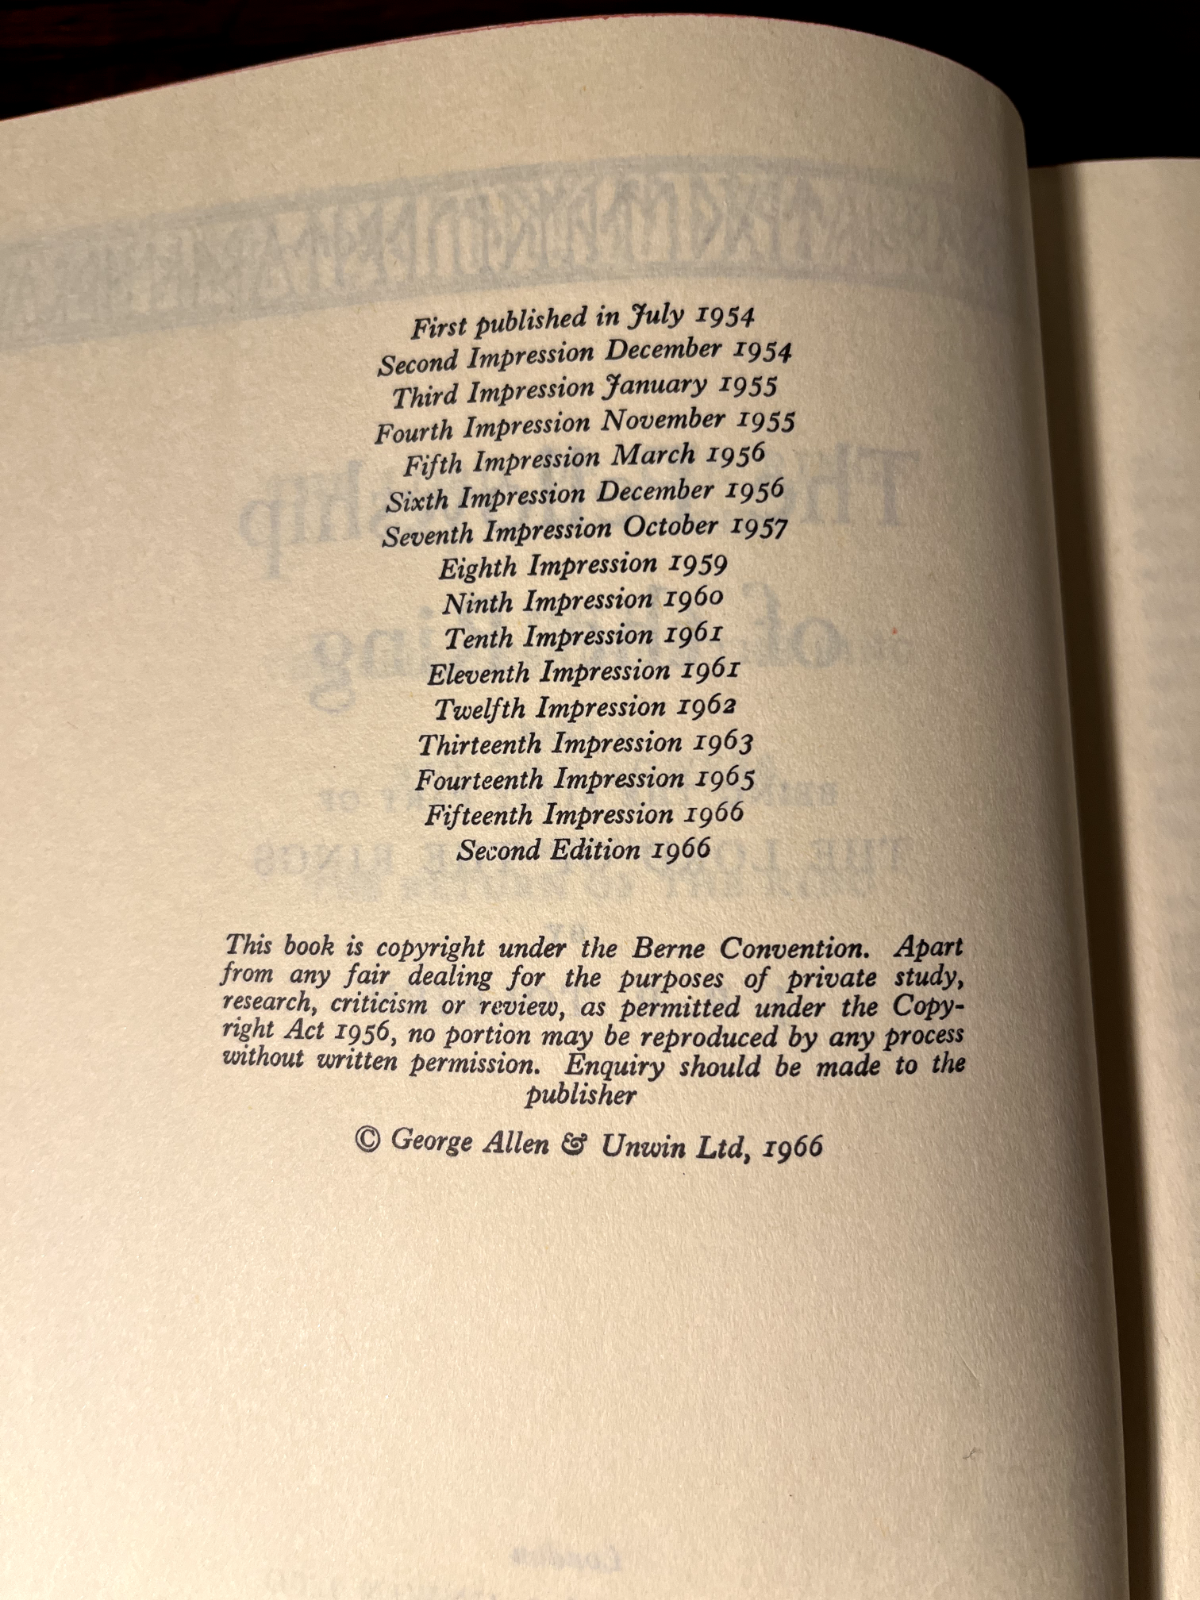 First published in July 1954
Second Impression December 1954
Third Impression January 1955
Fourth Impression November 1955
Fifth Impression March 1956
Sixth Impression December 1956
Seventh Impression October 1957
Eighth Impression 1959
Ninth Impression 1960
Tenth Impression 1961
Eleventh Impression 1961
Twelfth Impression 1962
Thirteenth Impression 1963
Fourteenth Impression 1965
Fifteenth Impression 1966
Second Edition 1966
This book is copyright under the Berne Convention. Apart
from any fair dealing for the purposes of private study,
research, criticism or review, as permitted under the Copy-
right Act 1956, no portion may be reproduced by any process
without written permission. Enquiry should be made to the
publisher
© George Allen & Unwin Ltd, 1966